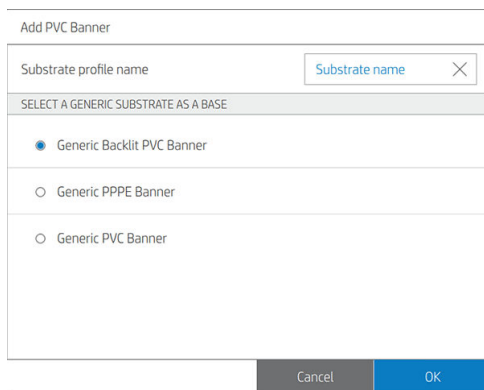 Add PVC Banner
Substrate profile name
Substrate name
SELECT A GENERIC SUBSTRATE AS A BASE
Generic Backlit PVC Banner
Generic PPPE Banner
Generic PVC Banner
Cancel
OK